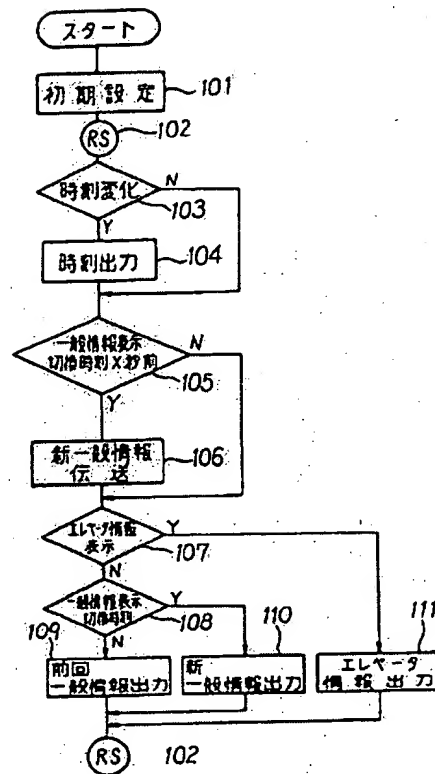 スタート
初期設定
101
RS
102
時刻変化
N
103
Y
時刻出力
104
一般情報表示
切換時刻X秒前
N
105
Y
新一般情報
伝送
106
エレベータ情報
表示
Y
107
N
一般情報表示
切換時刻
Y
108
N
109
110
111
前回
一般情報出力
新
一般情報出力
エレベータ
情報出力
RS
102